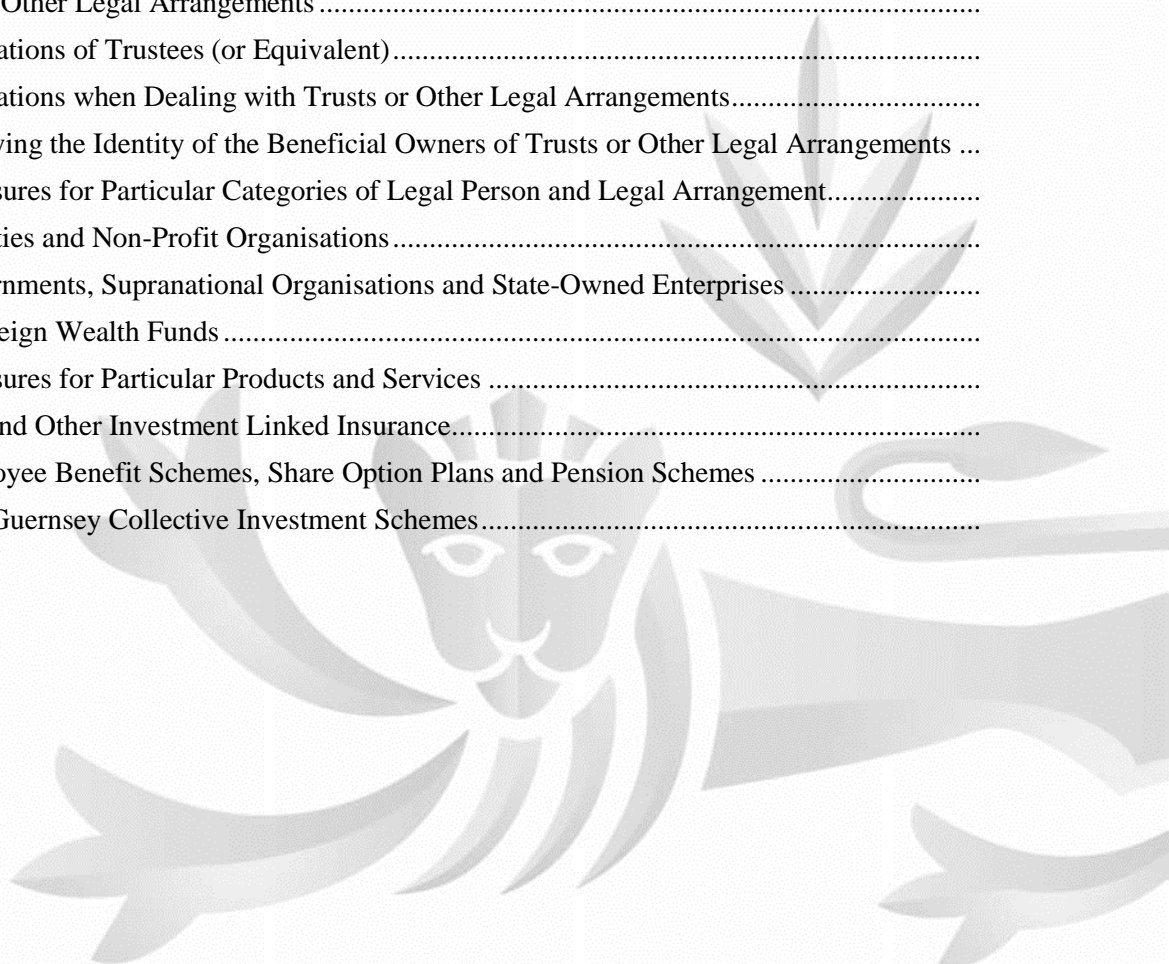 Other Legal Arrangements ....................................................................................
ations of Trustees (or Equivalent) ..........................................................................
ations when Dealing with Trusts or Other Legal Arrangements................................
ying the Identity of the Beneficial Owners of Trusts or Other Legal Arrangements ...
sures for Particular Categories of Legal Person and Legal Arrangement....................
ties and Non-Profit Organisations ..........................................................................
rnments, Supranational Organisations and State-Owned Enterprises ........................
eign Wealth Funds .................................................................................................
sures for Particular Products and Services ..............................................................
nd Other Investment Linked Insurance....................................................................
oyee Benefit Schemes, Share Option Plans and Pension Schemes ............................
Guernsey Collective Investment Schemes................................................................